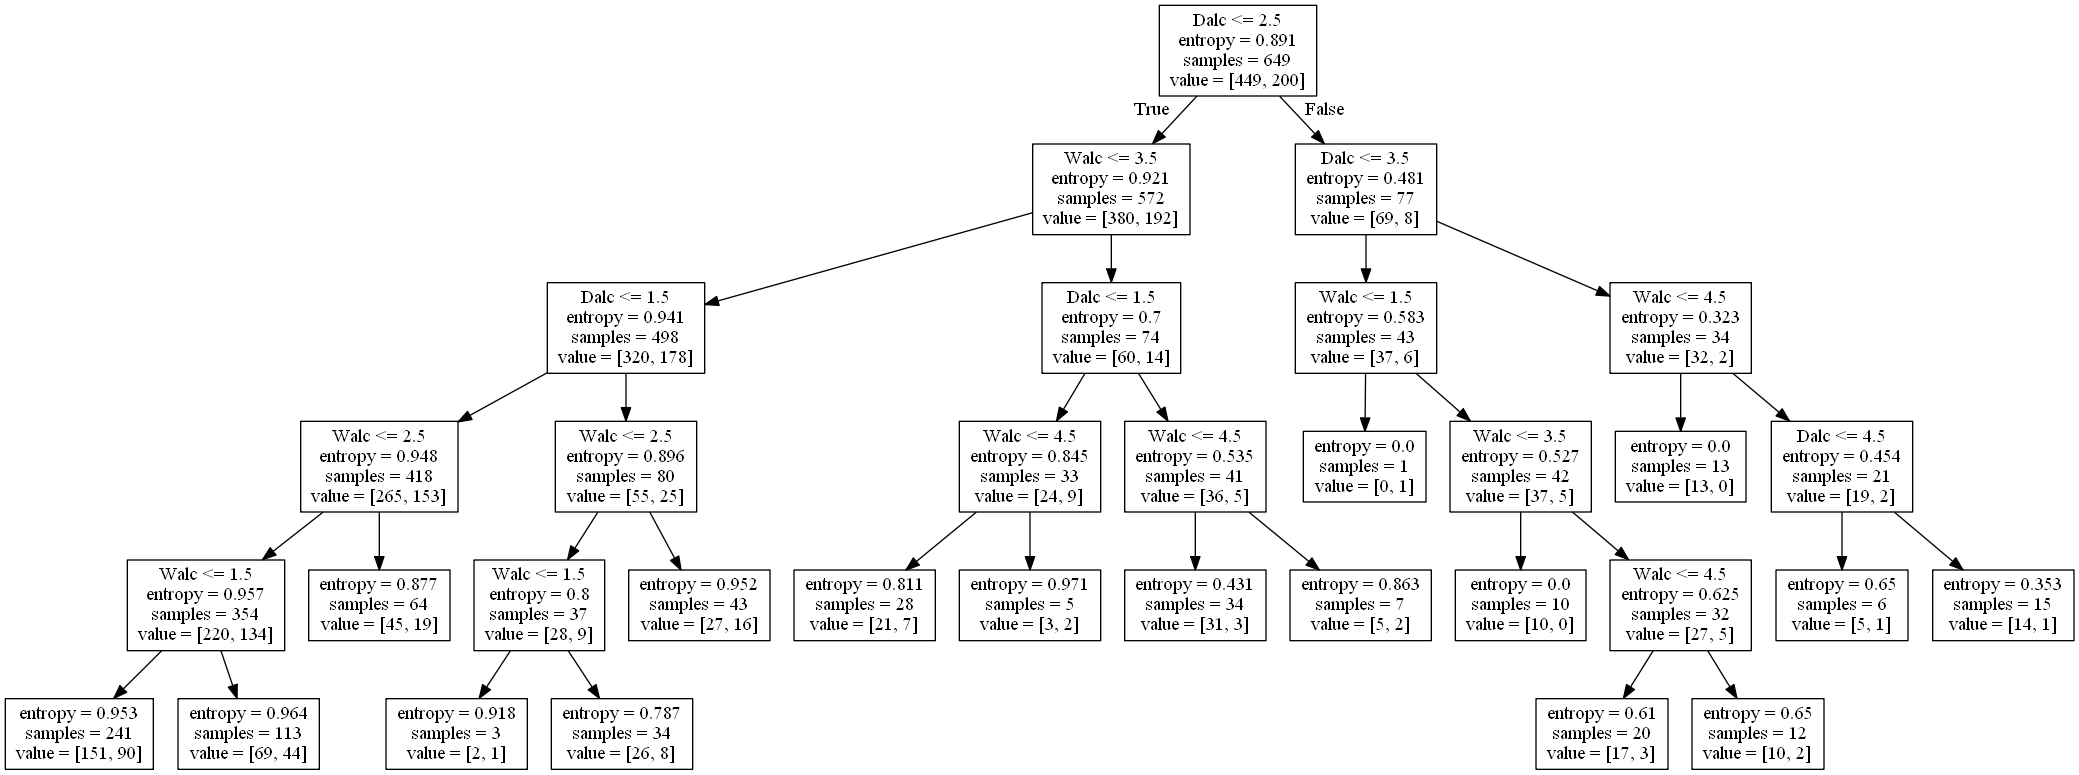 Dalc <= 2.5
entropy = 0.891
samples = 649
value = [449, 200]
True
False
Walc <= 3.5
entropy = 0.921
samples = 572
value = [380, 192]
Dalc <= 3.5
entropy = 0.481
samples = 77
value = [69, 8]
Dalc <= 1.5
entropy = 0.941
samples = 498
value = [320, 178]
Dalc <= 1.5
entropy = 0.7
samples = 74
value = [60, 14]
Walc <= 1.5
entropy = 0.583
samples = 43
value = [37, 6]
Walc <= 4.5
entropy = 0.323
samples = 34
value = [32, 2]
Walc <= 2.5
entropy = 0.948
samples = 418
value = [265, 153]
Walc <= 2.5
entropy = 0.896
samples = 80
value = [55, 25]
Walc <= 4.5
entropy = 0.845
samples = 33
value = [24, 9]
Walc <= 4.5
entropy = 0.535
samples = 41
value = [36, 5]
entropy = 0.0
samples = 1
value = [0, 1]
Walc <= 3.5
entropy = 0.527
samples = 42
value = [37, 5]
entropy = 0.0
samples = 13
value = [13, 0]
Dalc <= 4.5
entropy = 0.454
samples = 21
value = [19, 2]
Walc <= 1.5
entropy = 0.957
samples = 354
value = [220, 134]
entropy = 0.877
samples = 64
value = [45, 19]
Walc <= 1.5
entropy = 0.8
samples = 37
value = [28, 9]
entropy = 0.952
samples = 43
value = [27, 16]
entropy = 0.811
samples = 28
value = [21, 7]
entropy = 0.971
samples = 5
value = [3, 2]
entropy = 0.431
samples = 34
value = [31, 3]
entropy = 0.863
samples = 7
value = [5, 2]
entropy = 0.0
samples = 10
value = [10, 0]
Walc <= 4.5
entropy = 0.625
samples = 32
value = [27, 5]
entropy = 0.65
samples = 6
value = [5, 1]
entropy = 0.353
samples = 15
value = [14, 1]
entropy = 0.953
samples = 241
value = [151, 90]
entropy = 0.964
samples = 113
value = [69, 44]
entropy = 0.918
samples = 3
value = [2, 1]
entropy = 0.787
samples = 34
value = [26, 8]
entropy = 0.61
samples = 20
value = [17, 3]
entropy = 0.65
samples = 12
value = [10, 2]